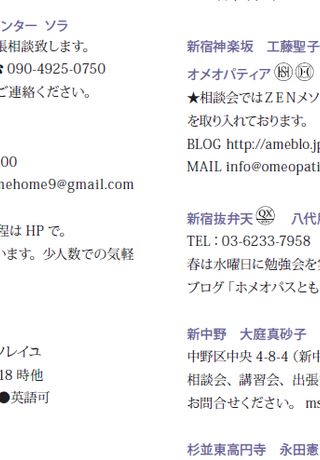 ンター ソラ
張相談致します。
☎ 090-4925-0750
ご連絡ください。
00
nehome9@gmail.com
程は HP で。
います。少人数での気軽
ソレイユ
18 時他
●英語可
新宿神楽坂 工藤聖子
オメオパティア
★相談会ではＺＥＮメソ
を取り入れております。
BLOG http://ameblo.jp
MAIL info@omeopati
新宿抜弁天 QX 八代
TEL：03-6233-7958
春は水曜日に勉強会を
ブログ「ホメオパスとも
新中野 大庭真砂子
中野区中央 4-8-4（新中
相談会、講習会、出張
お問合せください。 ms
杉並東高円寺 永田憲